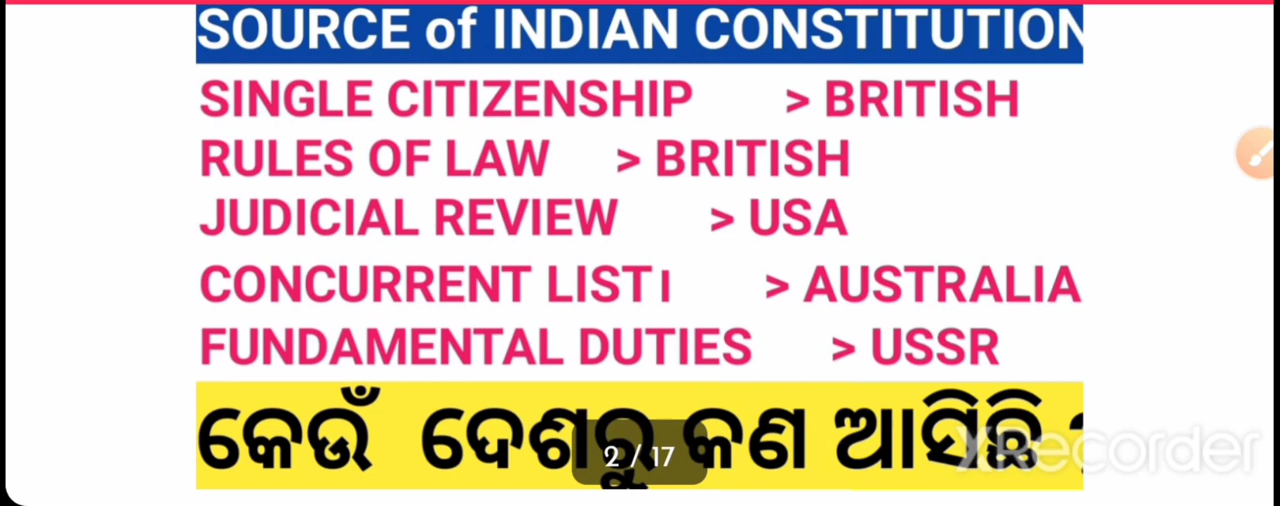 SOURCE of INDIAN CONSTITUTION
SINGLE CITIZENSHIP > BRITISH
RULES OF LAW > BRITISH
JUDICIAL REVIEW > USA
CONCURRENT LIST। > AUSTRALIA
FUNDAMENTAL DUTIES > USSR
କେଉଁ ଦେଶରୁ କଣ ଆସିଛି ?
2 / 17
XRecorder